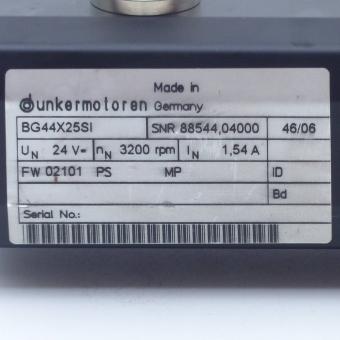 Made in
dunkermotoren Germany
BG44X25SI SNR 88544,04000 46/06
UN 24 V= nN 3200 rpm IN 1,54 A
FW 02101 PS MP ID
Bd
Serial No.: